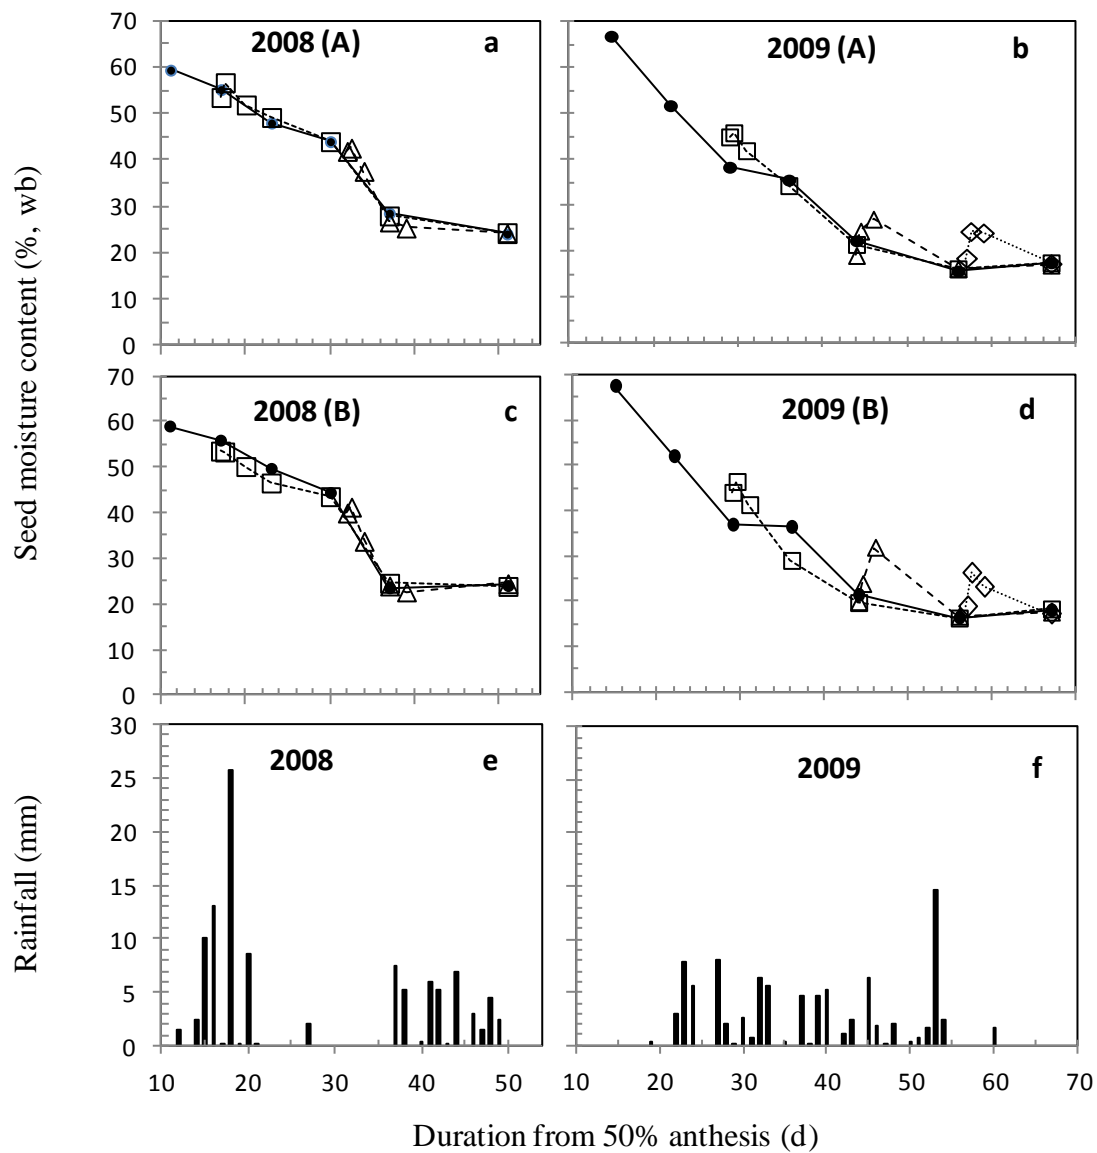 Seed moisture content (%, wb)
70
60
50
40
30
20
10
0
2008 (A) a
2009 (A) b
70
60
50
40
30
20
10
0
2008 (B) c
2009 (B) d
Rainfall (mm)
30
25
20
15
10
5
0
2008 e
2009 f
10 20 30 40 50
10 20 30 40 50 60 70
Duration from 50% anthesis (d)